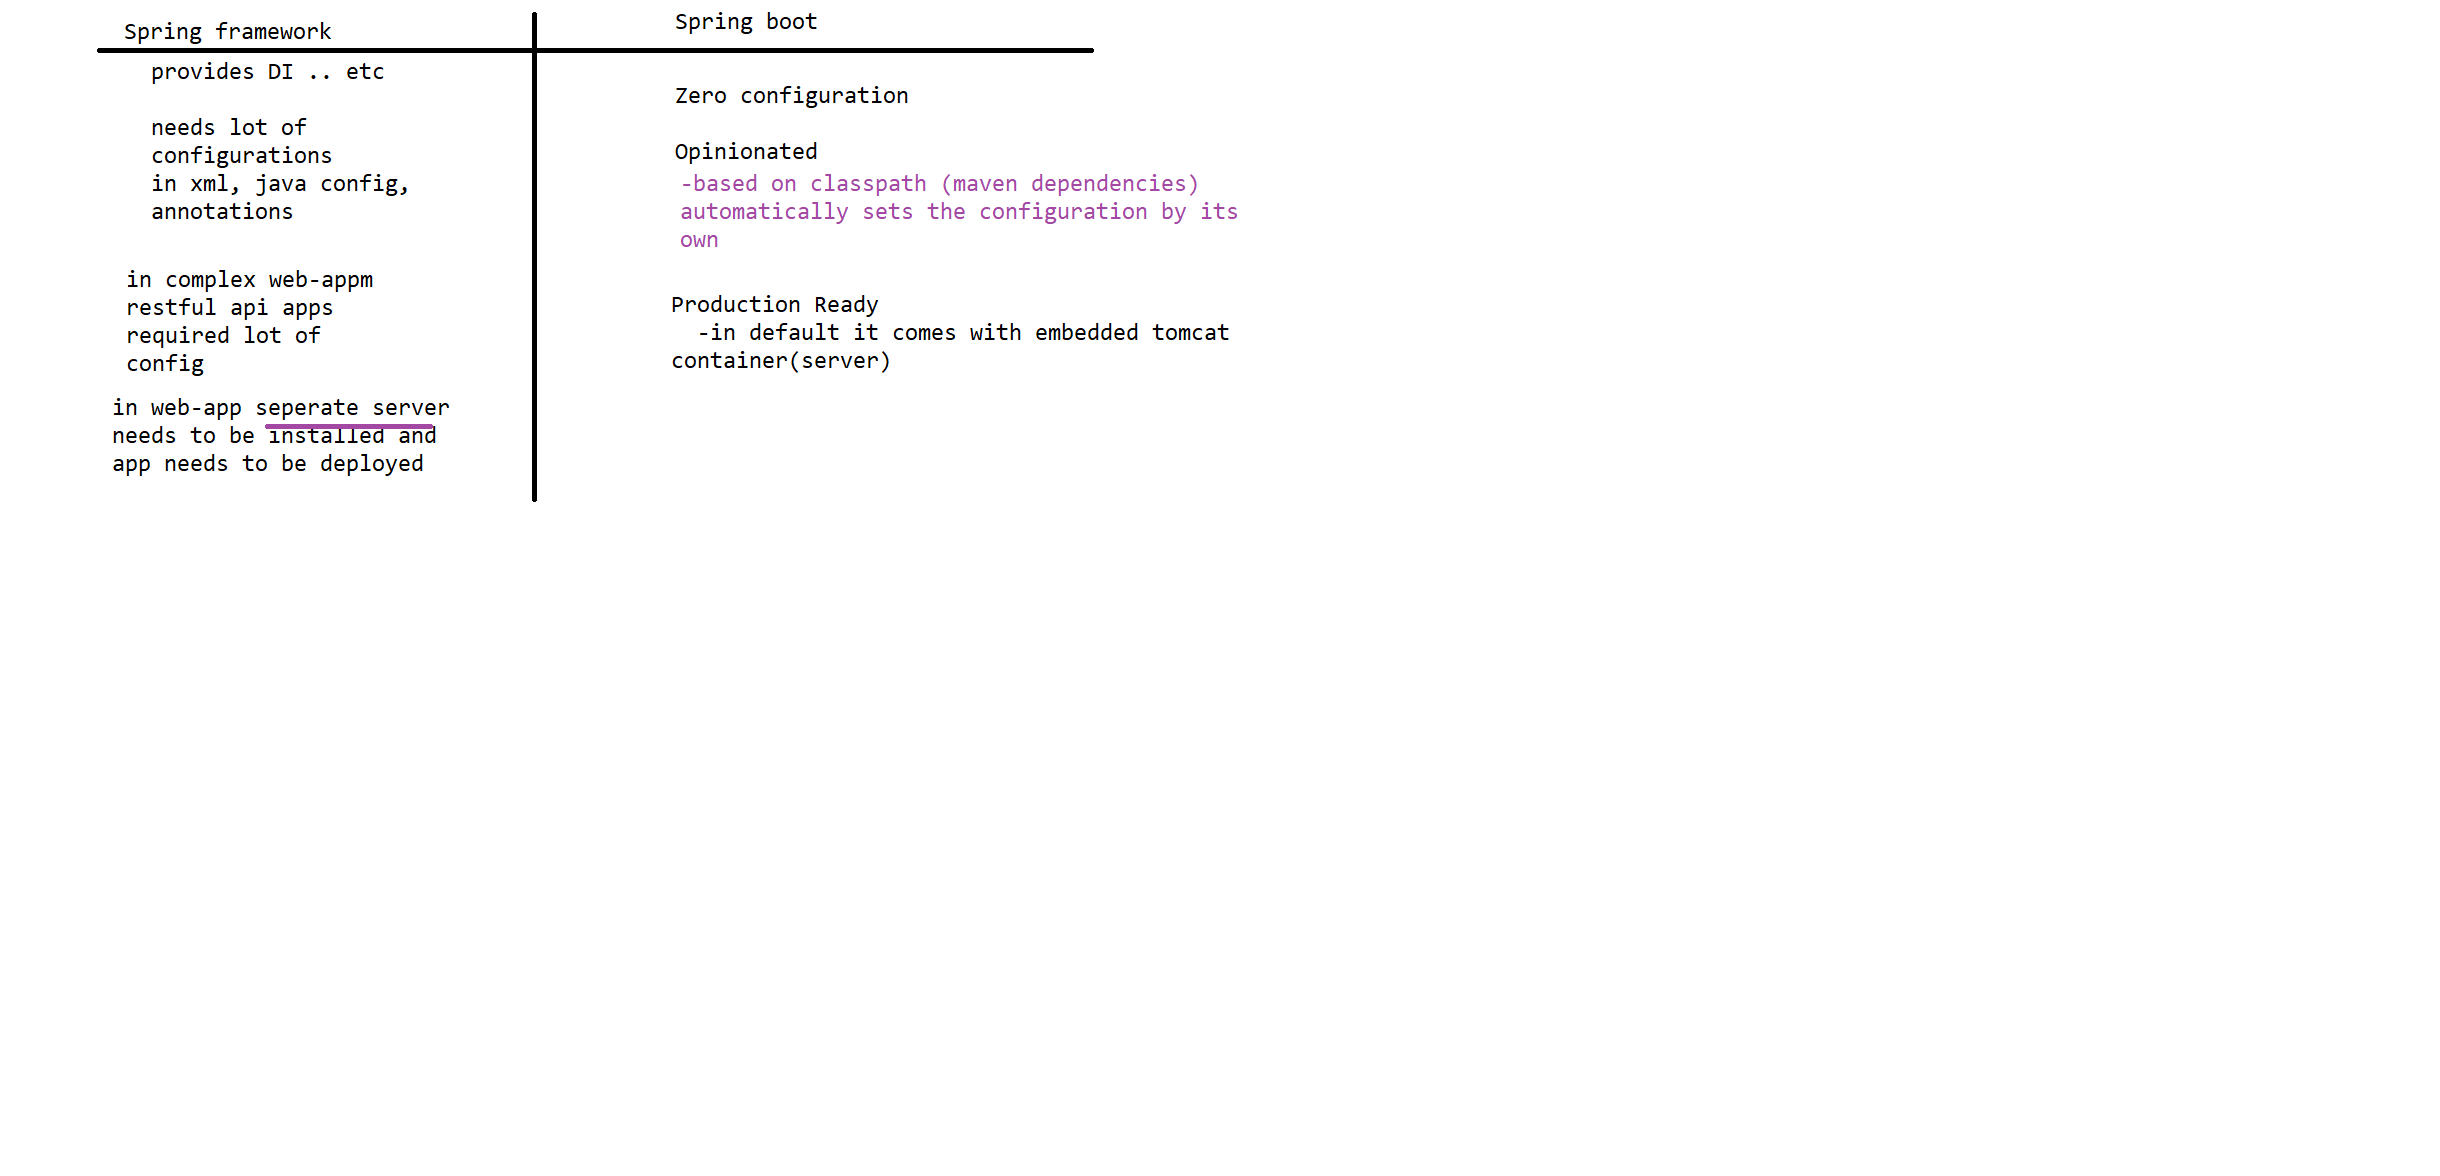 Spring framework
provides DI .. etc
needs lot of
configurations
in xml, java config,
annotations
in complex web-appm
restful api apps
required lot of
config
in web-app seperate server
needs to be installed and
app needs to be deployed
Spring boot
Zero configuration
Opinionated
-based on classpath (maven dependencies)
automatically sets the configuration by its
own
Production Ready
-in default it comes with embedded tomcat
container(server)